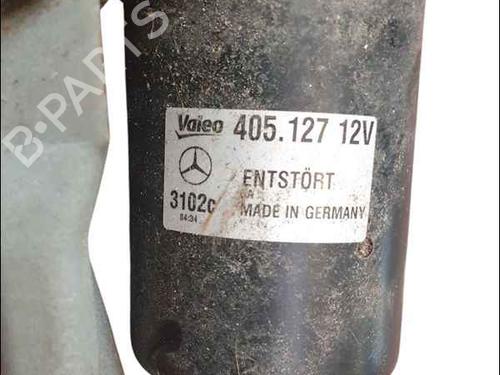 B-PARTS
Valeo 405.127 12V
ENTSTÖRT
3102c
MADE IN GERMANY